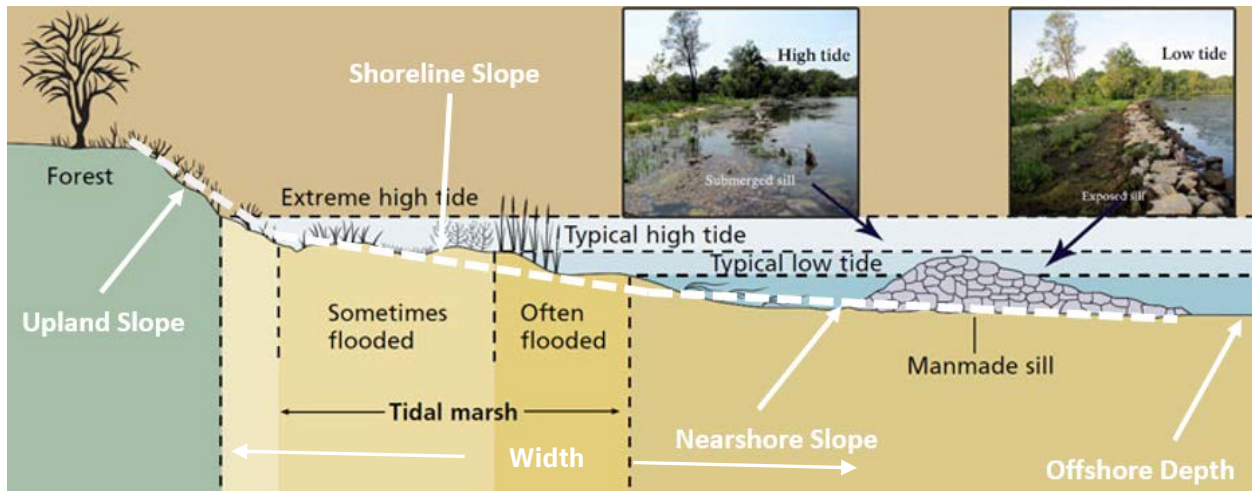 High tide
Low tide
Shoreline Slope
Submerged sill
Exposed sill
Forest
Extreme high tide
Typical high tide
Typical low tide
Upland Slope
Sometimes
flooded
Often
flooded
Manmade sill
Tidal marsh
Nearshore Slope
Width
Offshore Depth